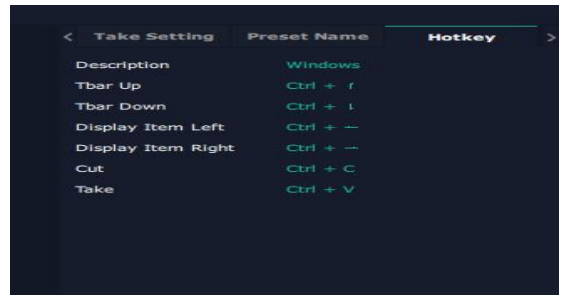 < Take Setting Preset Name Hotkey >
Description Windows
Tbar Up Ctrl + ↑
Tbar Down Ctrl + ↓
Display Item Left Ctrl + ←
Display Item Right Ctrl + →
Cut Ctrl + C
Take Ctrl + V